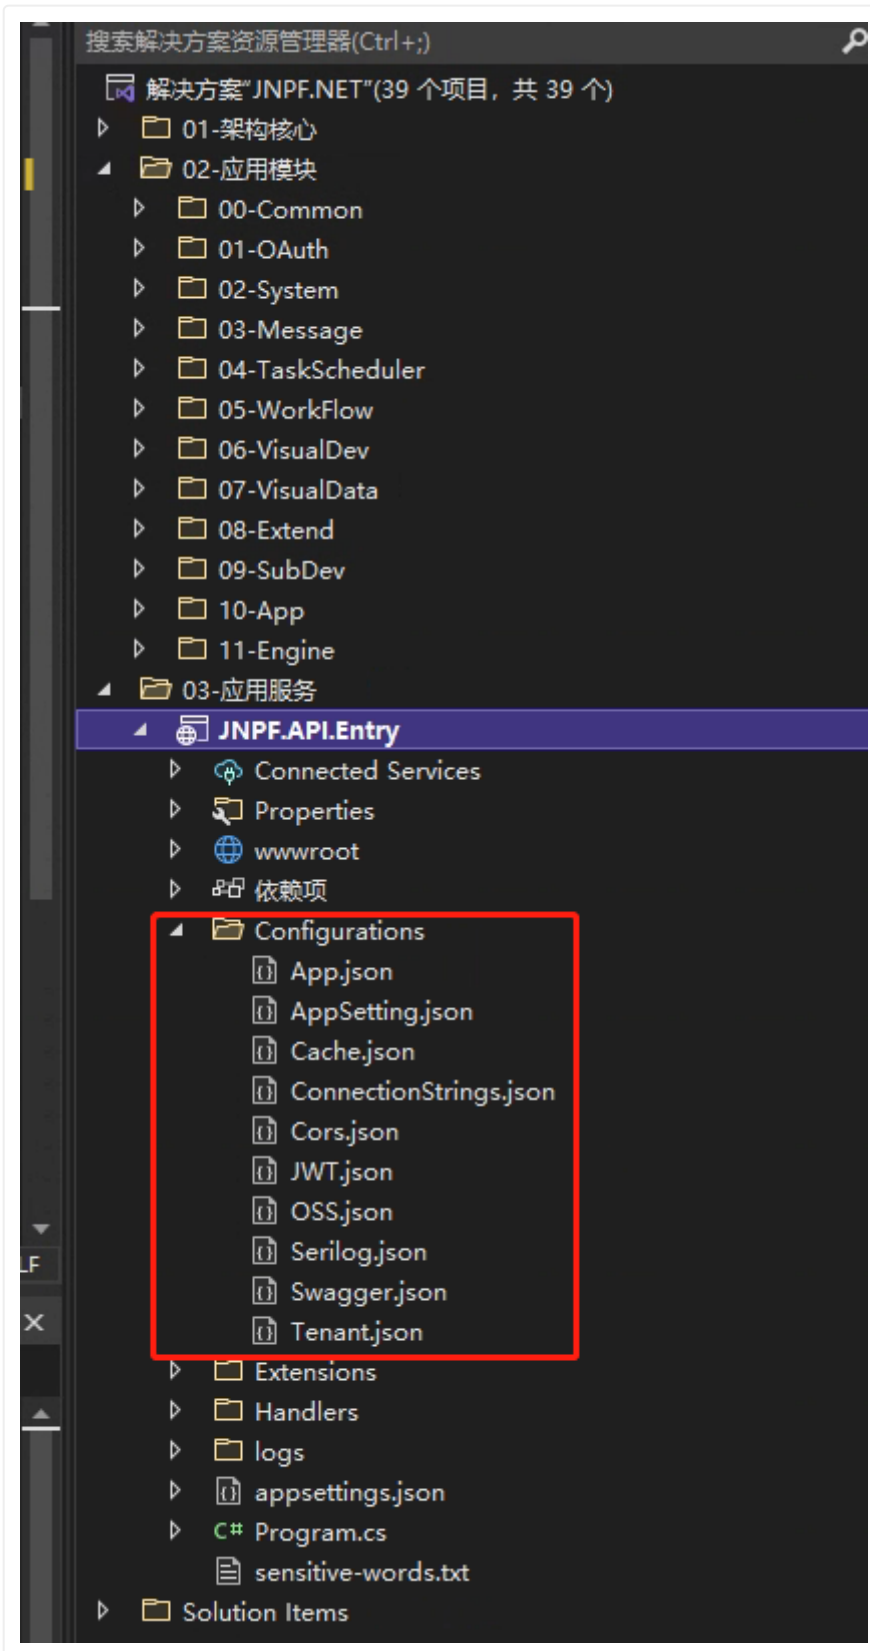 搜索解决方案资源管理器(Ctrl+;)
解决方案"JNPF.NET"(39 个项目，共 39 个)
01-架构核心
02-应用模块
00-Common
01-OAuth
02-System
03-Message
04-TaskScheduler
05-WorkFlow
06-VisualDev
07-VisualData
08-Extend
09-SubDev
10-App
11-Engine
03-应用服务
JNPF.API.Entry
Connected Services
Properties
wwwroot
依赖项
Configurations
App.json
AppSetting.json
Cache.json
ConnectionStrings.json
Cors.json
JWT.json
OSS.json
Serilog.json
LF
Swagger.json
Tenant.json
Extensions
Handlers
logs
appsettings.json
C# Program.cs
sensitive-words.txt
Solution Items